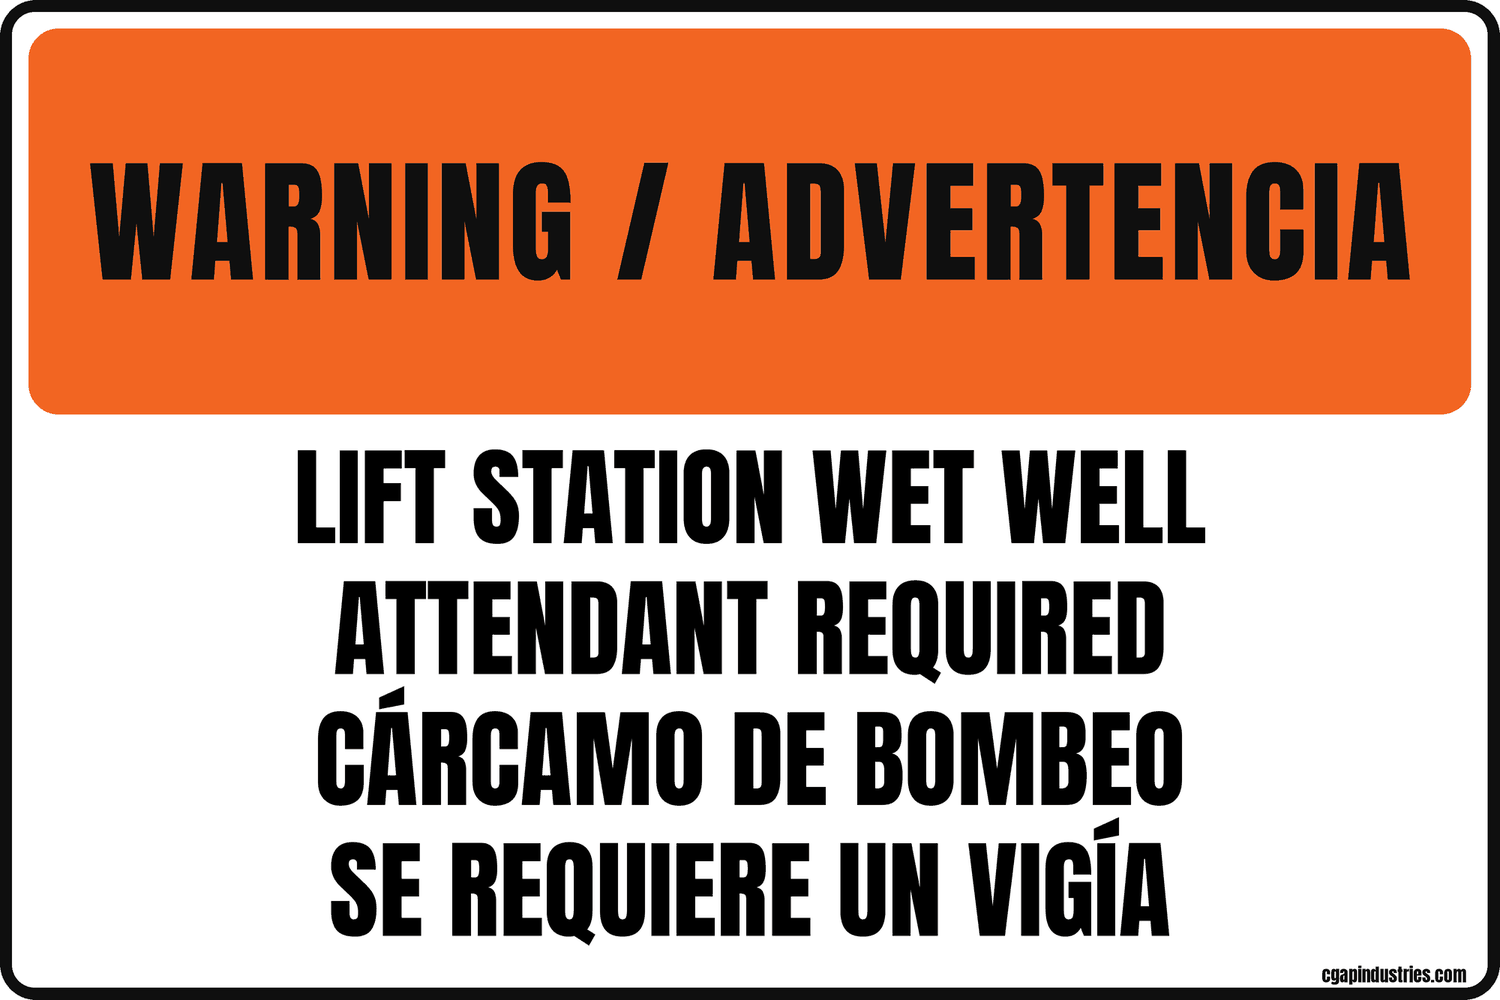 WARNING / ADVERTENCIA
LIFT STATION WET WELL
ATTENDANT REQUIRED
CÁRCAMO DE BOMBEO
SE REQUIERE UN VIGÍA
cgapindustries.com